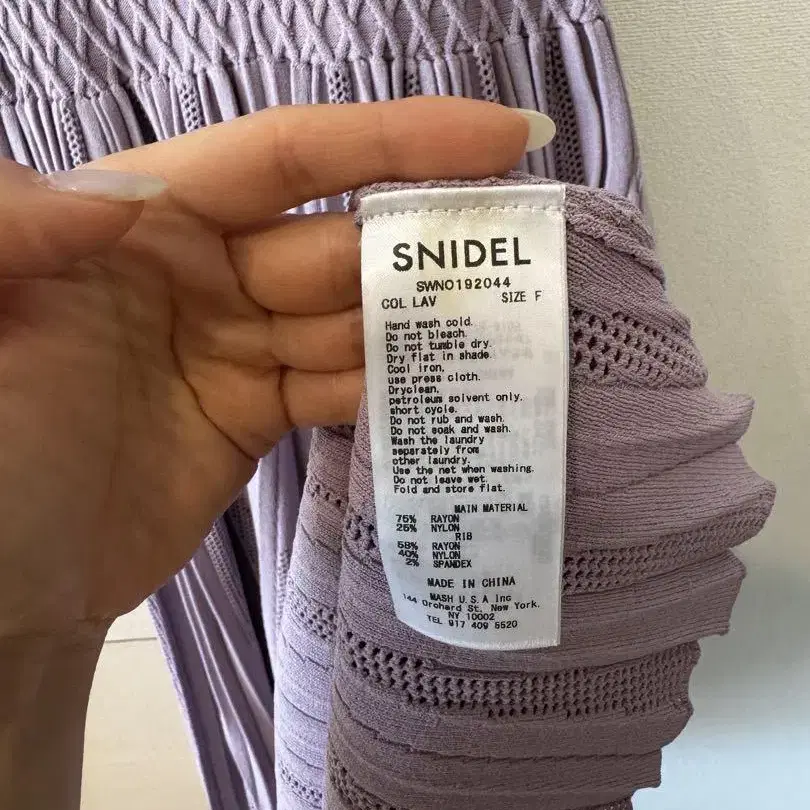 SNIDEL
SWNO192044
COL LAV SIZE F
Hand wash cold.
Do not bleach.
Do not tumble dry.
Dry flat in shade.
Cool iron,
use press cloth.
Dryclean,
petroleum solvent only.
short cycle.
Do not rub and wash.
Do not soak and wash.
Wash the laundry
separately from
other laundry.
Use the net when washing.
Do not leave wet.
Fold and store flat.
MAIN MATERIAL
75% RAYON
25% NYLON
RIB
58% RAYON
40% NYLON
2% SPANDEX
MADE IN CHINA
MASH U.S.A Inc
144 Orchard St, New York.
NY 10002
TEL 917 409 5520